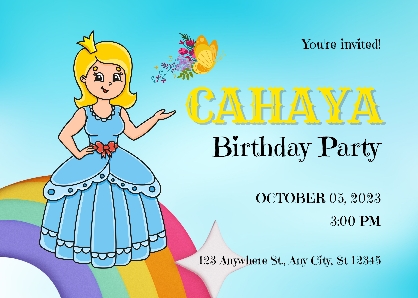 You're invited!
CAHAYA
Birthday Party
OCTOBER 05, 2023
3:00 PM
123 Anywhere St., Any City, St 12345